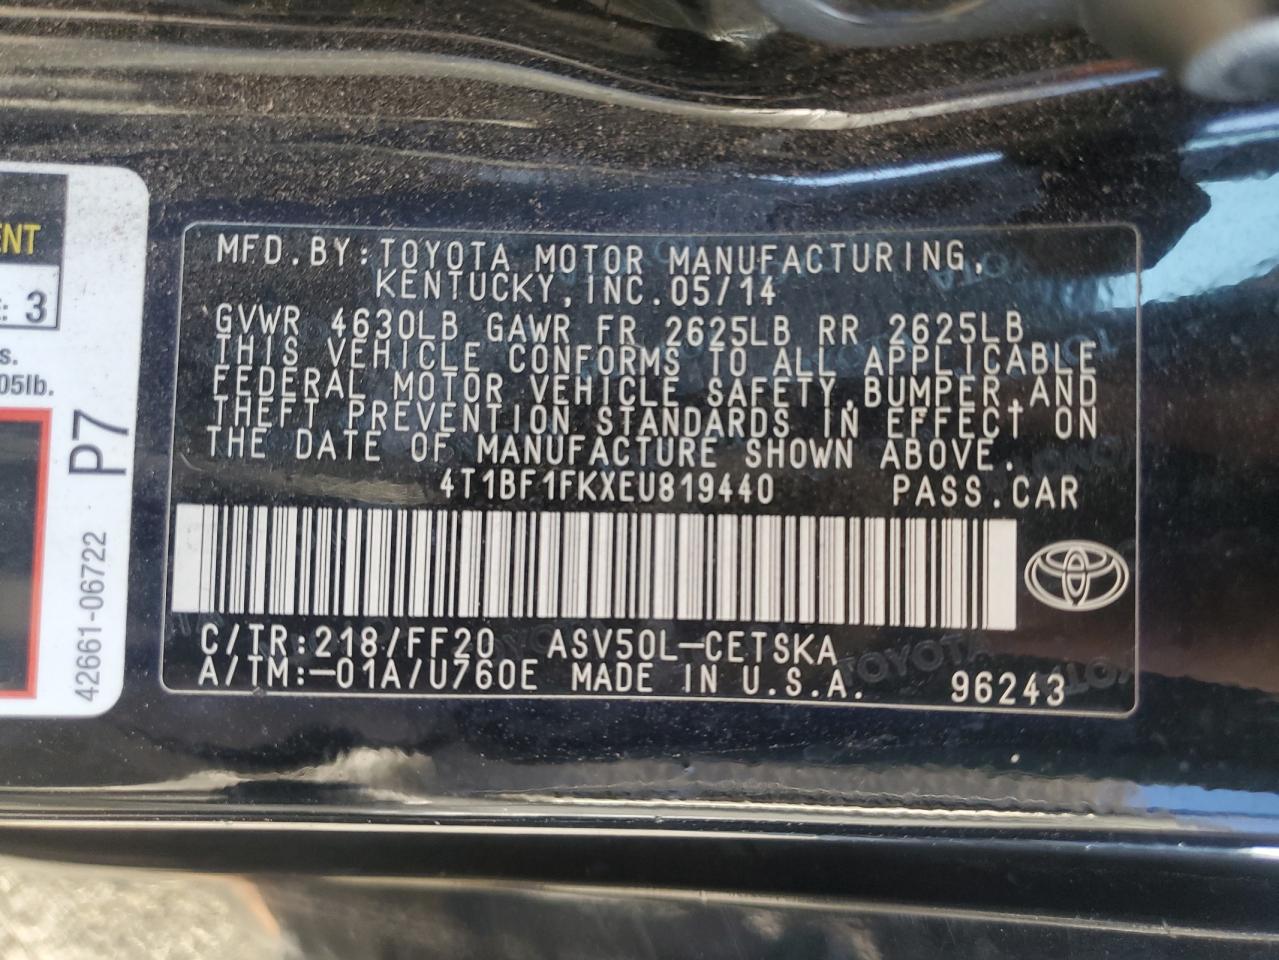 ENT
: 3
s.
05lb.
P7
42661-06722
MFD.BY:TOYOTA MOTOR MANUFACTURING,
KENTUCKY,INC.05/14
GVWR 4630LB GAWR FR 2625LB RR 2625LB
THIS VEHICLE CONFORMS TO ALL APPLICABLE
FEDERAL MOTOR VEHICLE SAFETY,BUMPER,AND
THEFT PREVENTION STANDARDS IN EFFECT ON
THE DATE OF MANUFACTURE SHOWN ABOVE.
4T1BF1FKXEU819440 PASS.CAR
C/TR:218/FF20 ASV50L-CETSKA
A/TM:-01A/U760E MADE IN U.S.A. 96243
TOYOTA